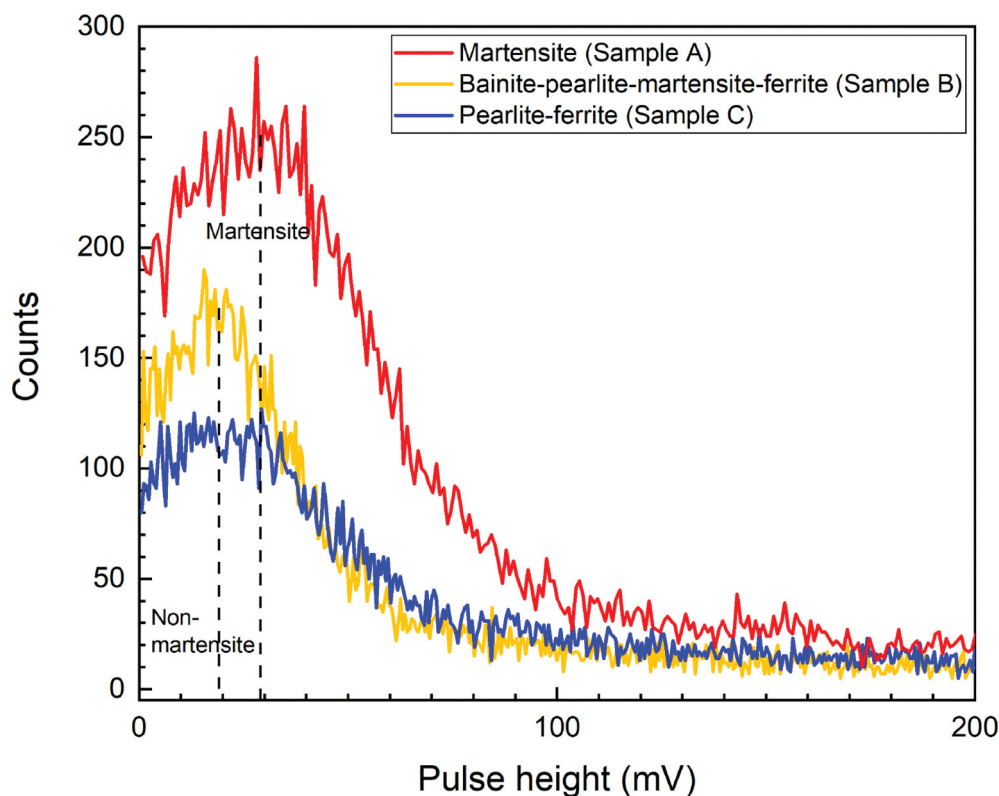 300
250
200
150
100
50
0
Counts
Martensite (Sample A)
Bainite-pearlite-martensite-ferrite (Sample B)
Pearlite-ferrite (Sample C)
Martensite
Non-
martensite
0
100
200
Pulse height (mV)